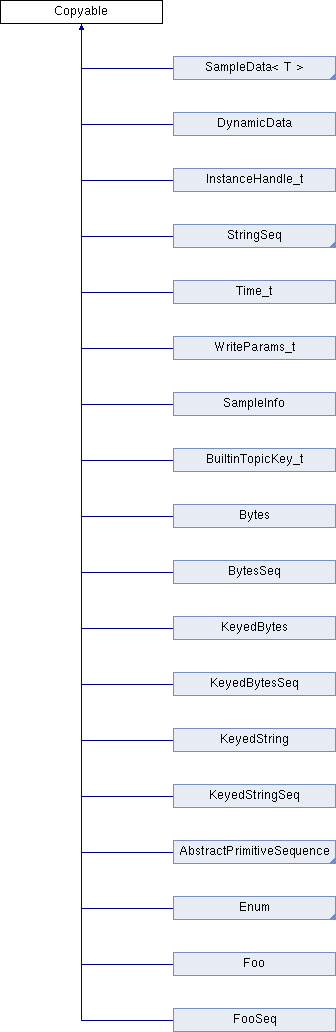 Copyable
SampleData< T >
DynamicData
InstanceHandle_t
StringSeq
Time_t
WriteParams_t
SampleInfo
BuiltinTopicKey_t
Bytes
BytesSeq
KeyedBytes
KeyedBytesSeq
KeyedString
KeyedStringSeq
AbstractPrimitiveSequence
Enum
Foo
FooSeq